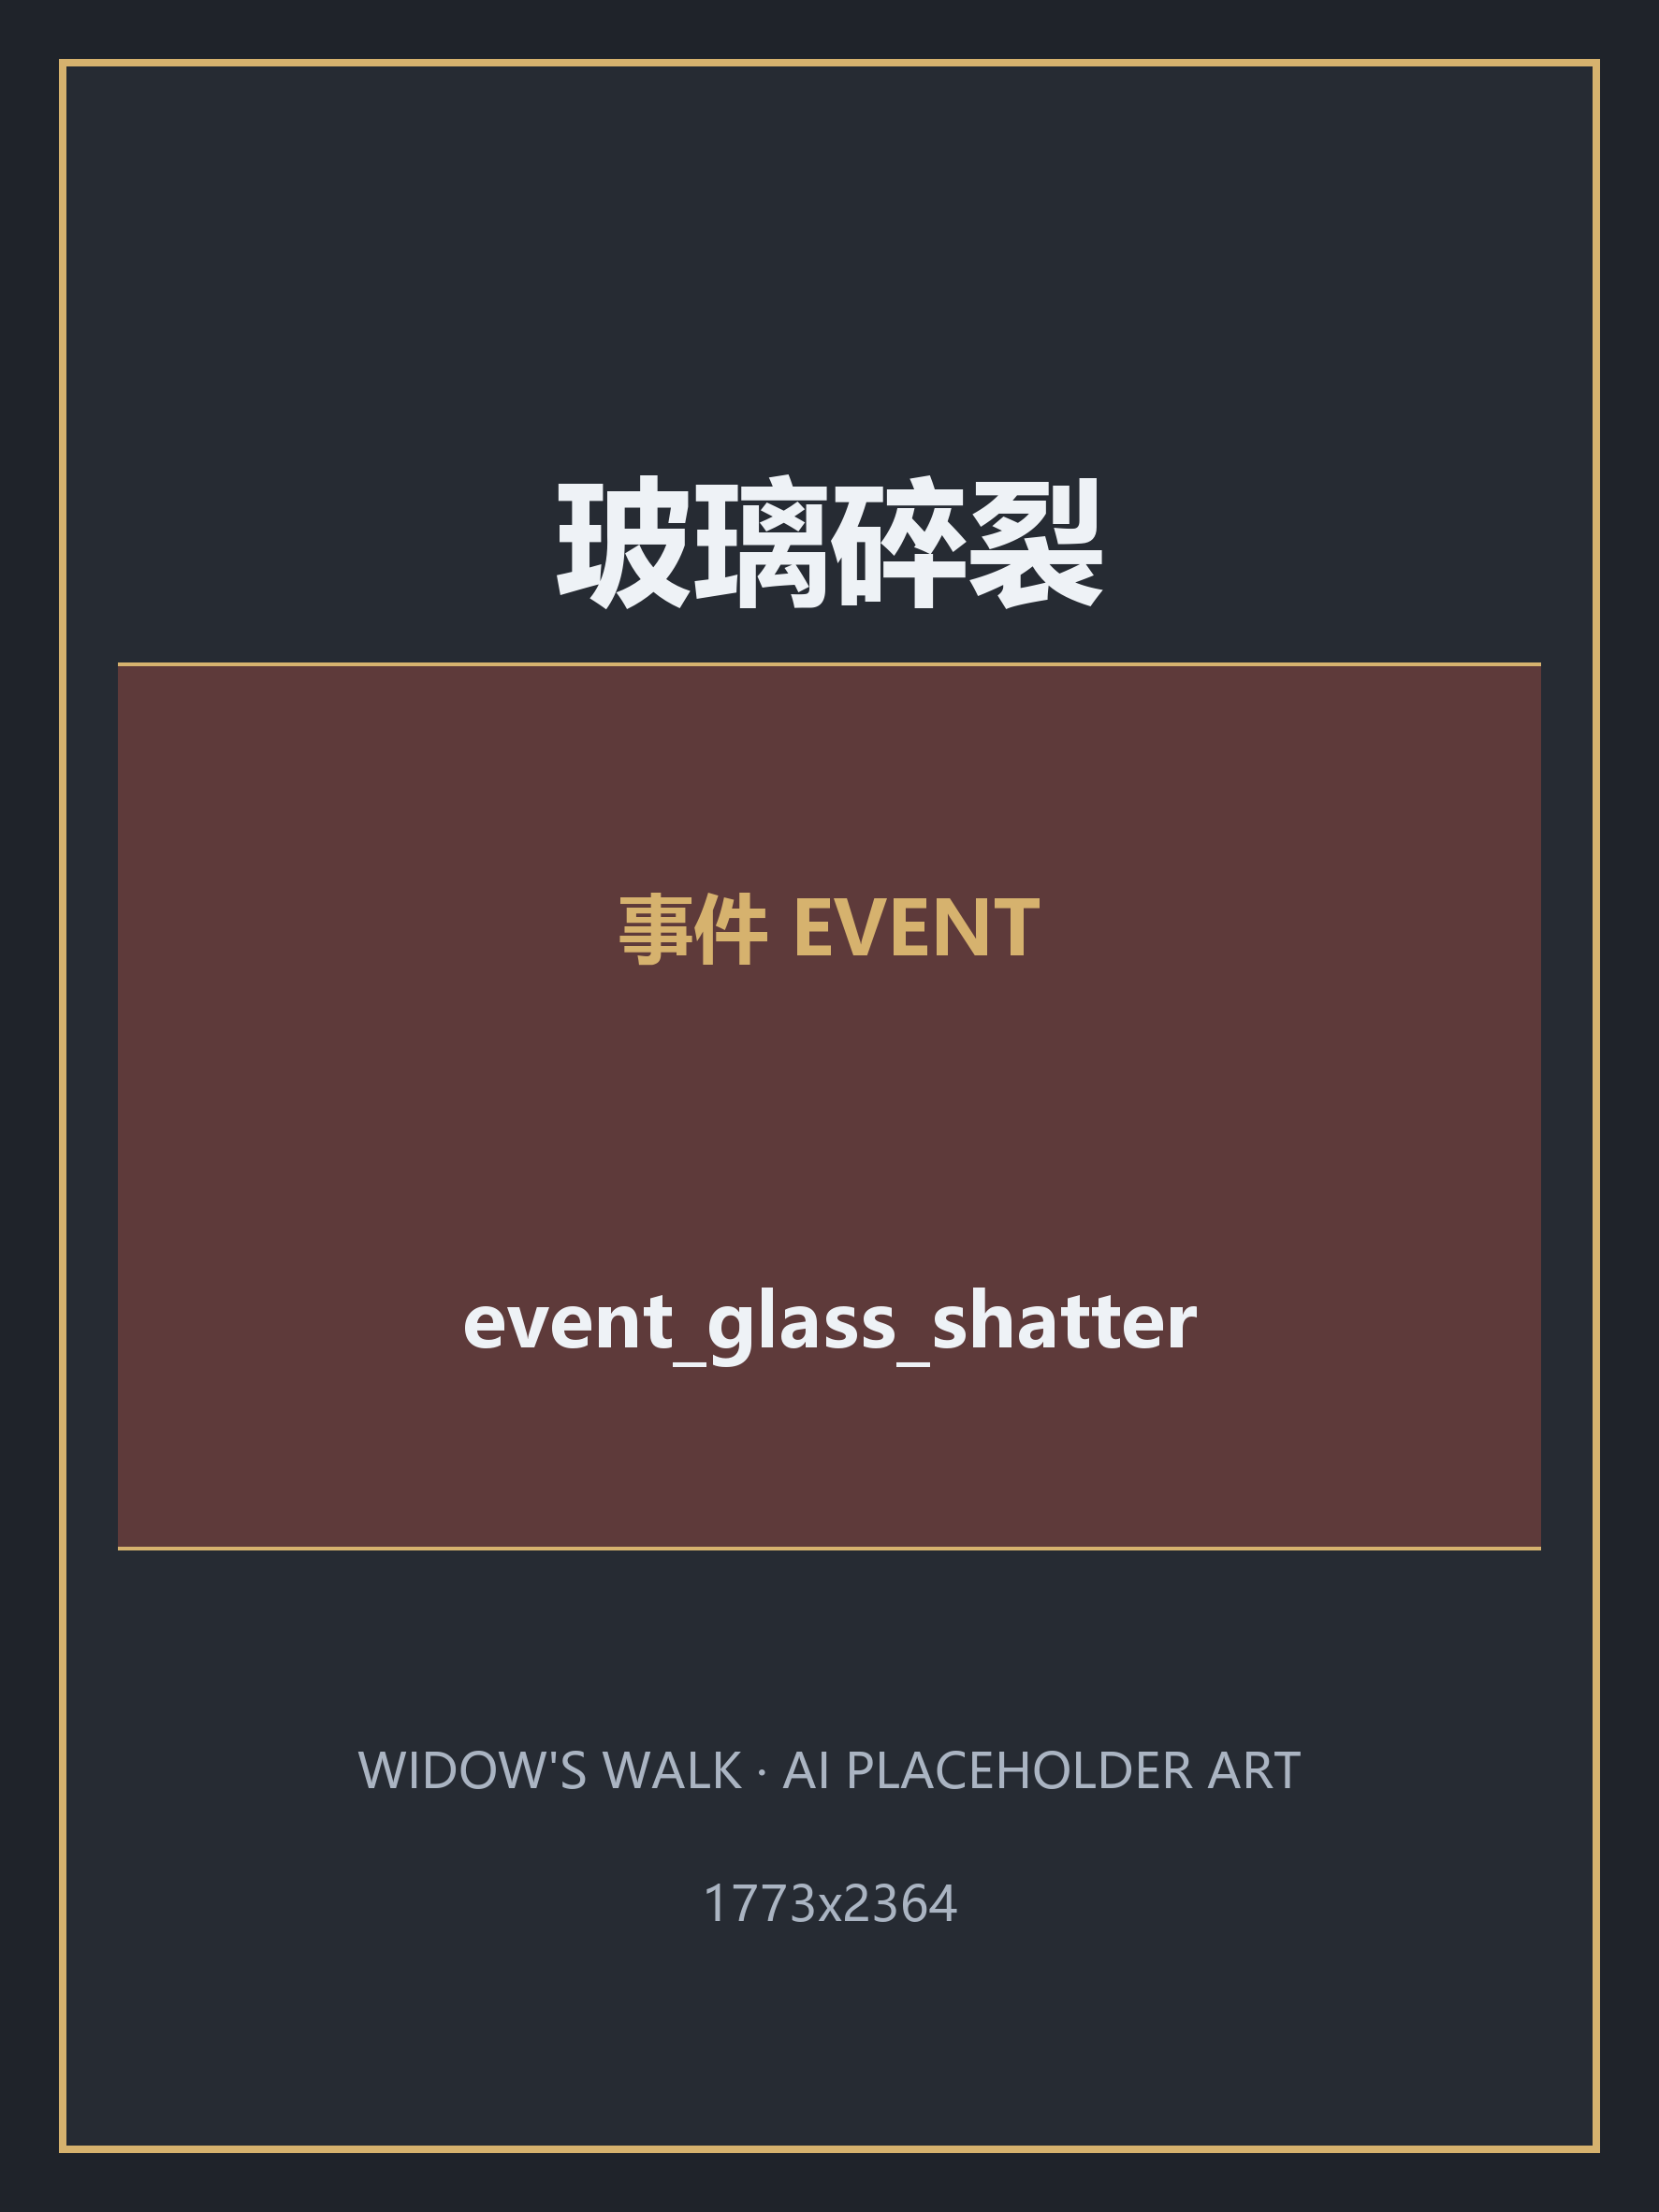 玻璃碎裂
事件 EVENT
event_glass_shatter
WIDOW'S WALK · AI PLACEHOLDER ART
1773x2364